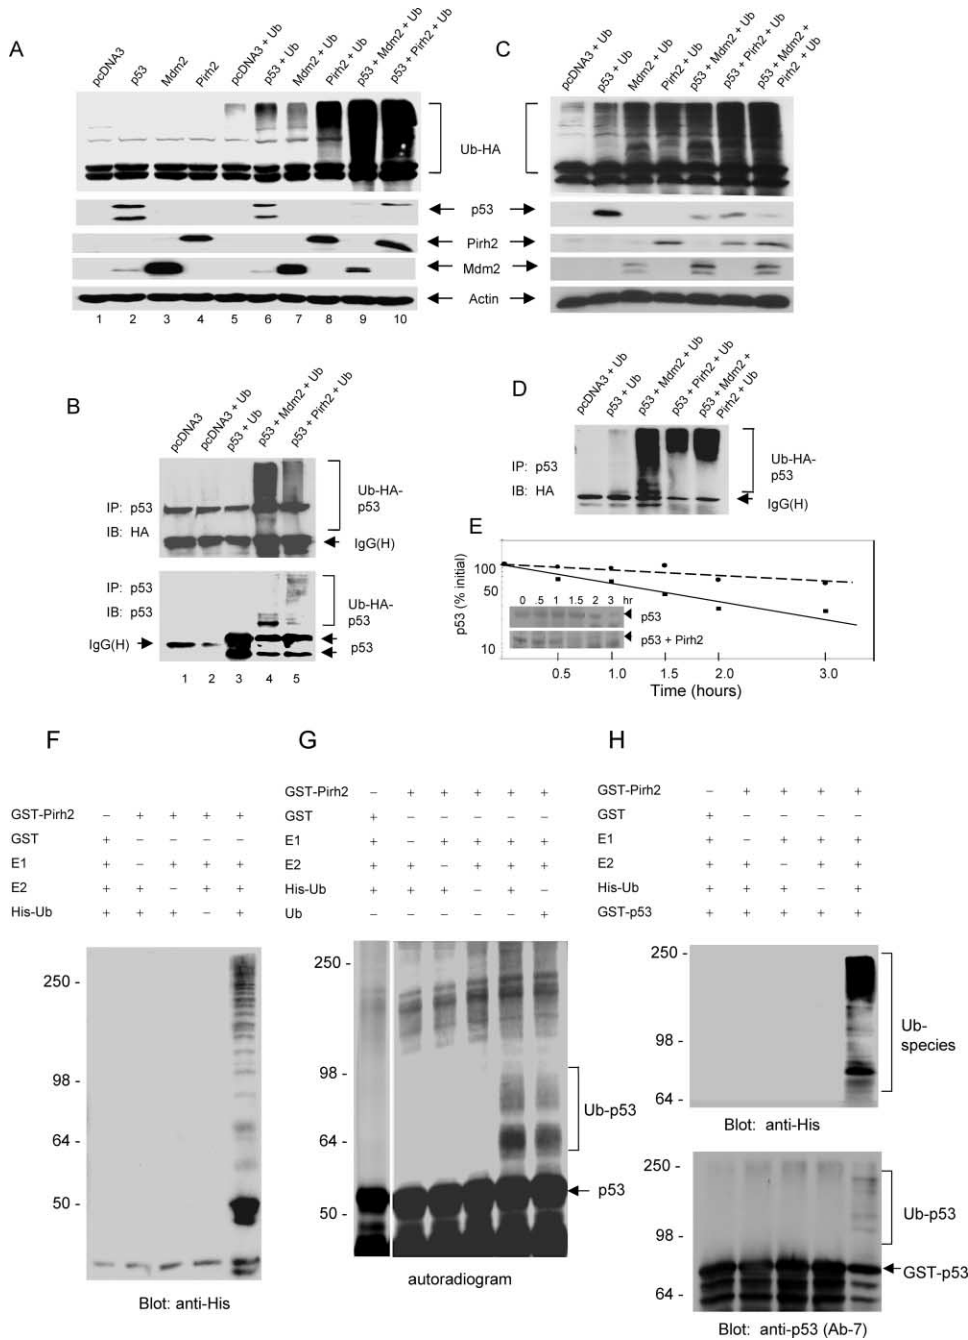 A
pcDNA3
p53
Mdm2
Pirh2
pcDNA3 + Ub
p53 + Ub
Mdm2 + Ub
Pirh2 + Ub
p53 + Mdm2 + Ub
p53 + Pirh2 + Ub
C
pcDNA3 + Ub
p53 + Ub
Mdm2 + Ub
Pirh2 + Ub
p53 + Mdm2 + Ub
p53 + Pirh2 + Ub
p53 + Mdm2 +
Pirh2 + Ub
Ub-HA
p53
Pirh2
Mdm2
Actin
1 2 3 4 5 6 7 8 9 10
B
pcDNA3
pcDNA3 + Ub
p53 + Ub
p53 + Mdm2 + Ub
p53 + Pirh2 + Ub
IP: p53
IB: HA
Ub-HA-
p53
IgG(H)
IP: p53
IB: p53
Ub-HA-
p53
IgG(H)
p53
1 2 3 4 5
D
pcDNA3 + Ub
p53 + Ub
p53 + Mdm2 + Ub
p53 + Pirh2 + Ub
p53 + Mdm2 +
Pirh2 + Ub
IP: p53
IB: HA
Ub-HA-
p53
IgG(H)
E
p53 (% initial)
100
50
10
0 .5 1 1.5 2 3 hr
p53
p53 + Pirh2
0.5 1.0 1.5 2.0 3.0
Time (hours)
F
GST-Pirh2 – + + + +
GST + – – – –
E1 + – + + +
E2 + + – + +
His-Ub + + + – +
250 -
98 -
64 -
50 -
Blot: anti-His
G
GST-Pirh2 – + + + + +
GST + – – – – –
E1 + – + + + +
E2 + + – + + +
His-Ub + + + – + –
Ub – – – – – +
250 -
98 -
64 -
50 -
Ub-p53
p53
autoradiogram
H
GST-Pirh2 – + + + +
GST + – – – –
E1 + – + + +
E2 + + – + +
His-Ub + + + – +
GST-p53 + + + + +
250 -
98 -
64 -
Ub-
species
Blot: anti-His
250 -
98 -
64 -
Ub-p53
GST-p53
Blot: anti-p53 (Ab-7)